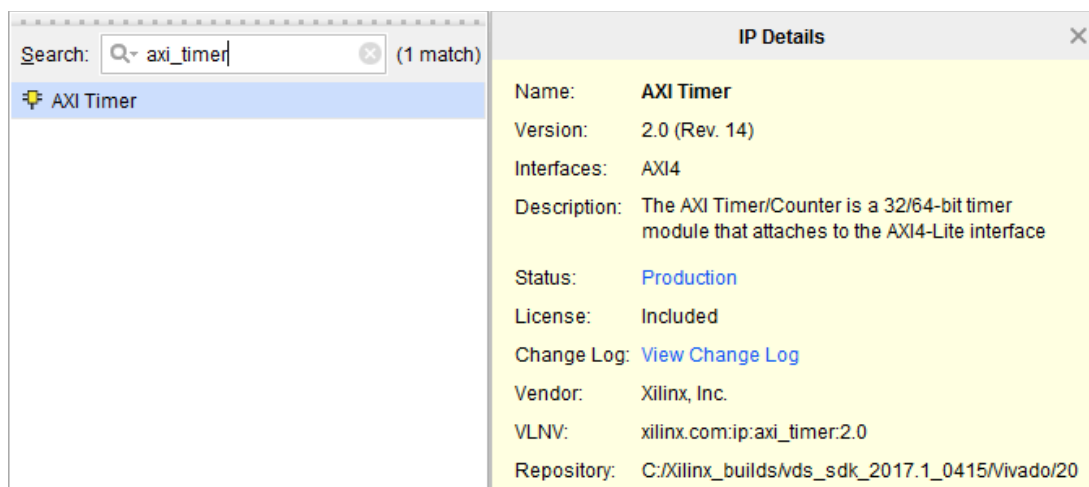 Search: axi_timer (1 match)
AXI Timer
IP Details
Name: AXI Timer
Version: 2.0 (Rev. 14)
Interfaces: AXI4
Description: The AXI Timer/Counter is a 32/64-bit timer
module that attaches to the AXI4-Lite interface
Status: Production
License: Included
Change Log: View Change Log
Vendor: Xilinx, Inc.
VLNV: xilinx.com:ip:axi_timer:2.0
Repository: C:/Xilinx_builds/vds_sdk_2017.1_0415/Vivado/20